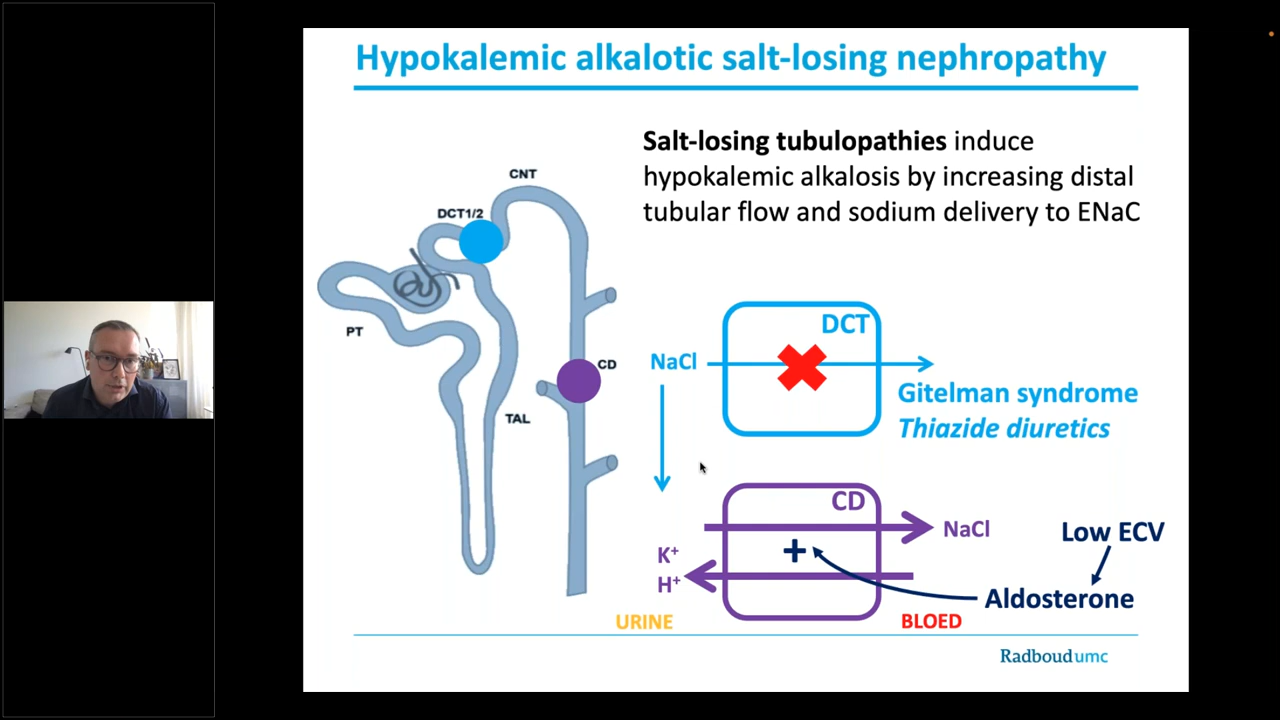 Hypokalemic alkalotic salt-losing nephropathy
Salt-losing tubulopathies induce
hypokalemic alkalosis by increasing distal
tubular flow and sodium delivery to ENaC
CNT
DCT1/2
PT
CD
TAL
DCT
NaCl
Gitelman syndrome
Thiazide diuretics
CD
NaCl
Low ECV
K⁺
+
H⁺
Aldosterone
URINE
BLOED
Radboudumc